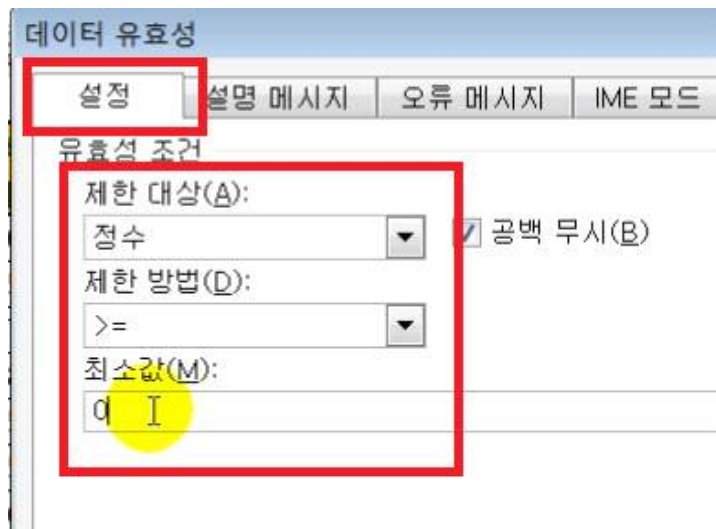 데이터 유효성
설정 설명 메시지 오류 메시지 IME 모드
유효성 조건
제한 대상(A):
정수 공백 무시(B)
제한 방법(D):
>=
최소값(M):
0